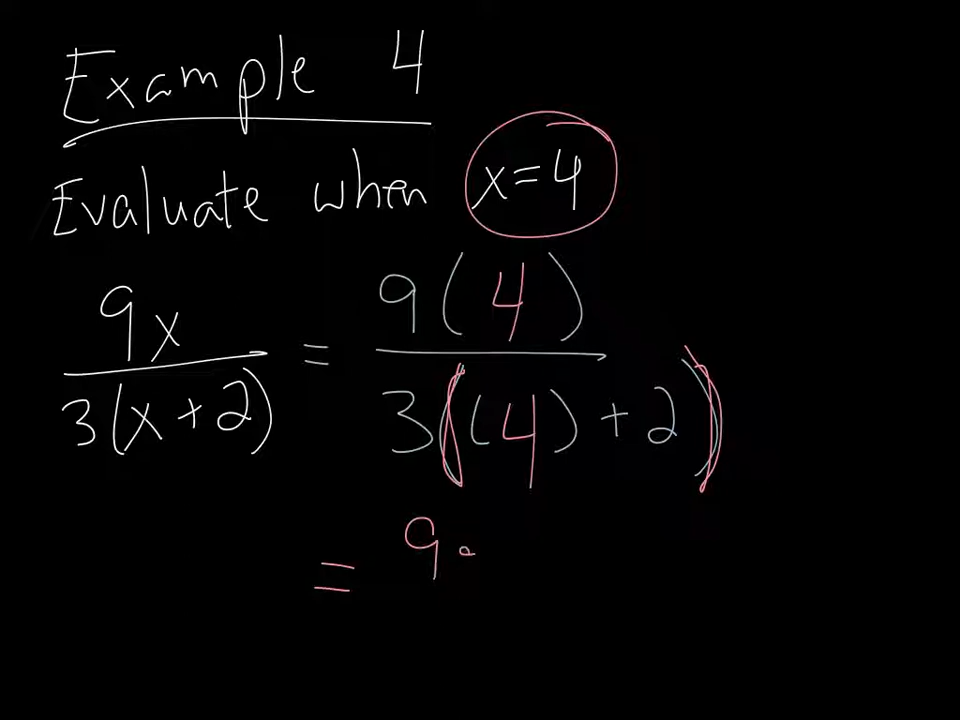 Example 4
Evaluate when x=4
9x / 3(x+2) = 9(4) / 3((4)+2)
= 9·